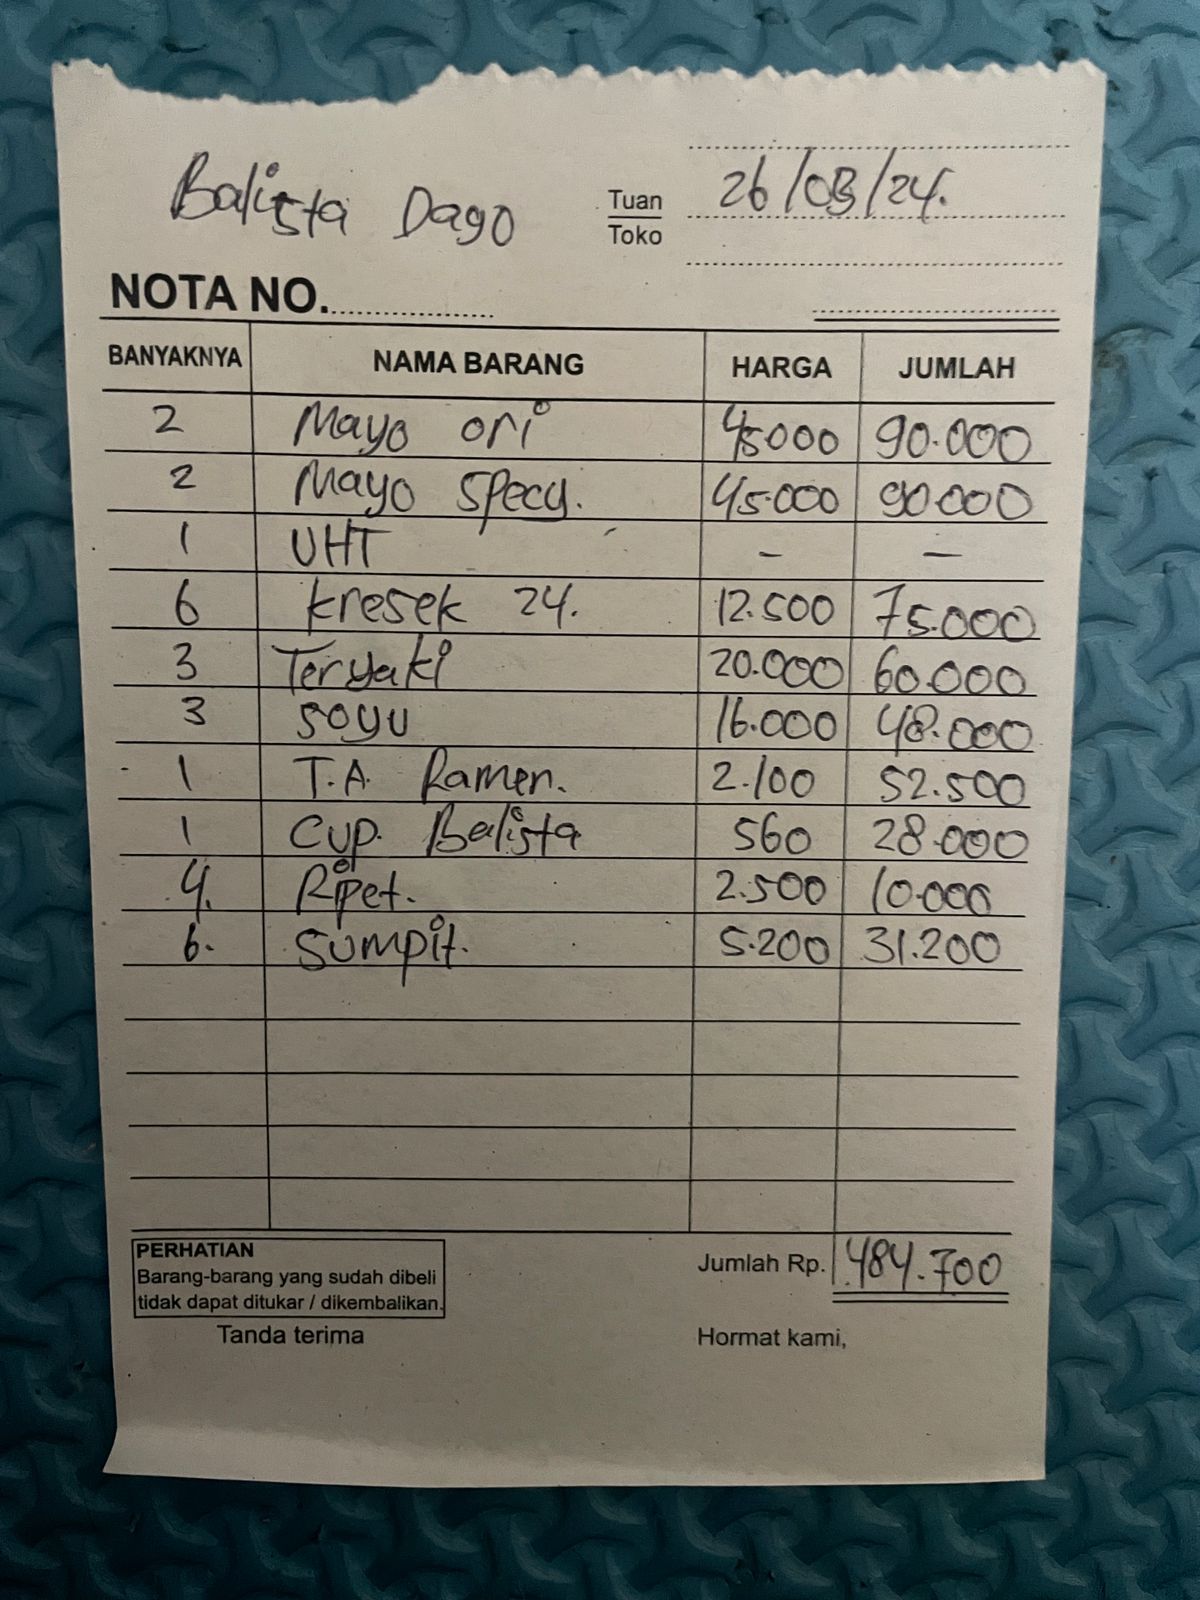 Balista Dago
Tuan
Toko
26/03/24.
NOTA NO.
BANYAKNYA NAMA BARANG HARGA JUMLAH
2 Mayo ori 45000 90.000
2 Mayo Specy. 45.000 90000
1 UHT - -
6 kresek 24. 12.500 75.000
3 Teryaki 20.000 60.000
3 soyu 16.000 48.000
1 T.A. Ramen. 2.100 52.500
1 Cup. Balista 560 28.000
4. Ripet. 2.500 10.000
6. Sumpit. 5.200 31.200
PERHATIAN
Barang-barang yang sudah dibeli
tidak dapat ditukar / dikembalikan.
Jumlah Rp. 484.700
Tanda terima Hormat kami,